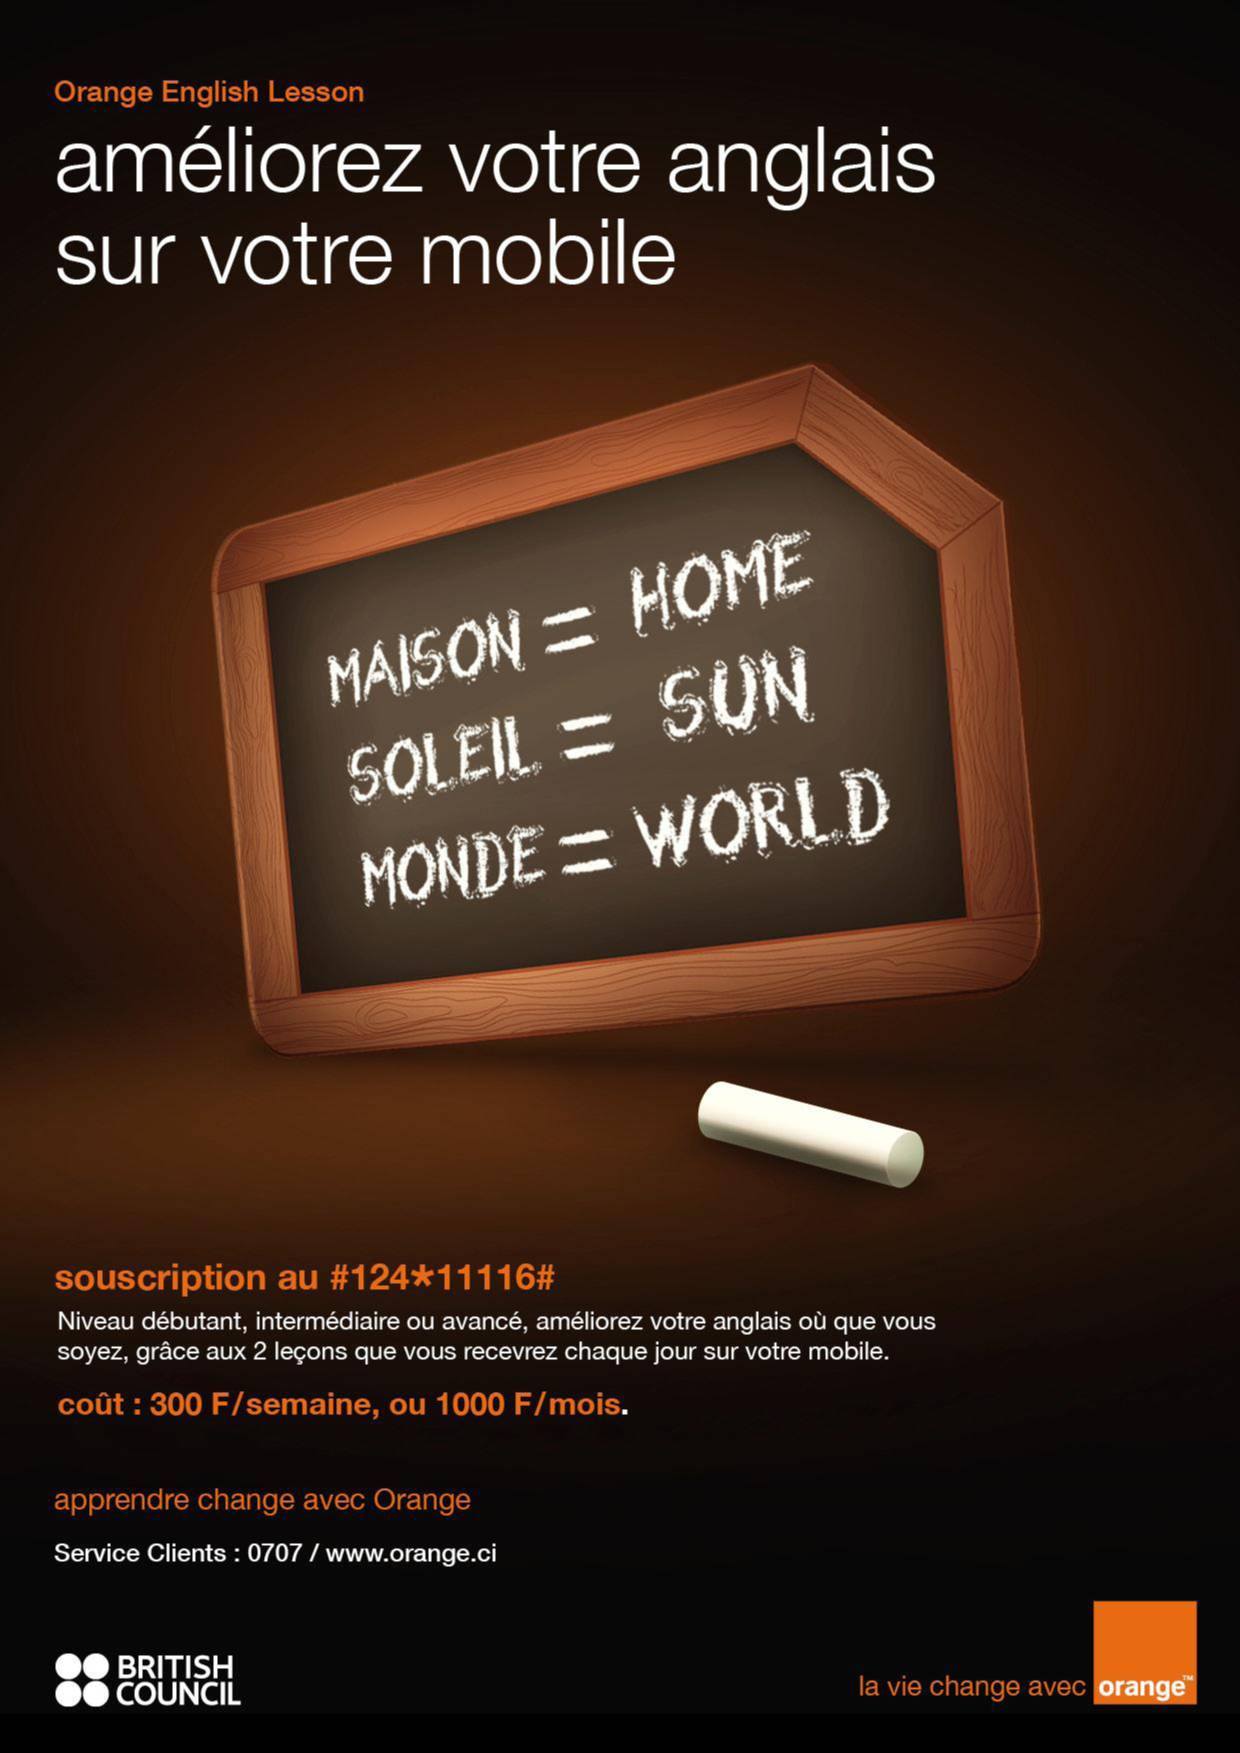 Orange English Lesson
améliorez votre anglais
sur votre mobile
MAISON = HOME
SOLEIL = SUN
MONDE = WORLD
souscription au #124*11116#
Niveau débutant, intermédiaire ou avancé, améliorez votre anglais où que vous
soyez, grâce aux 2 leçons que vous recevrez chaque jour sur votre mobile.
coût : 300 F/semaine, ou 1000 F/mois.
apprendre change avec Orange
Service Clients : 0707 / www.orange.ci
BRITISH
COUNCIL
la vie change avec orange™